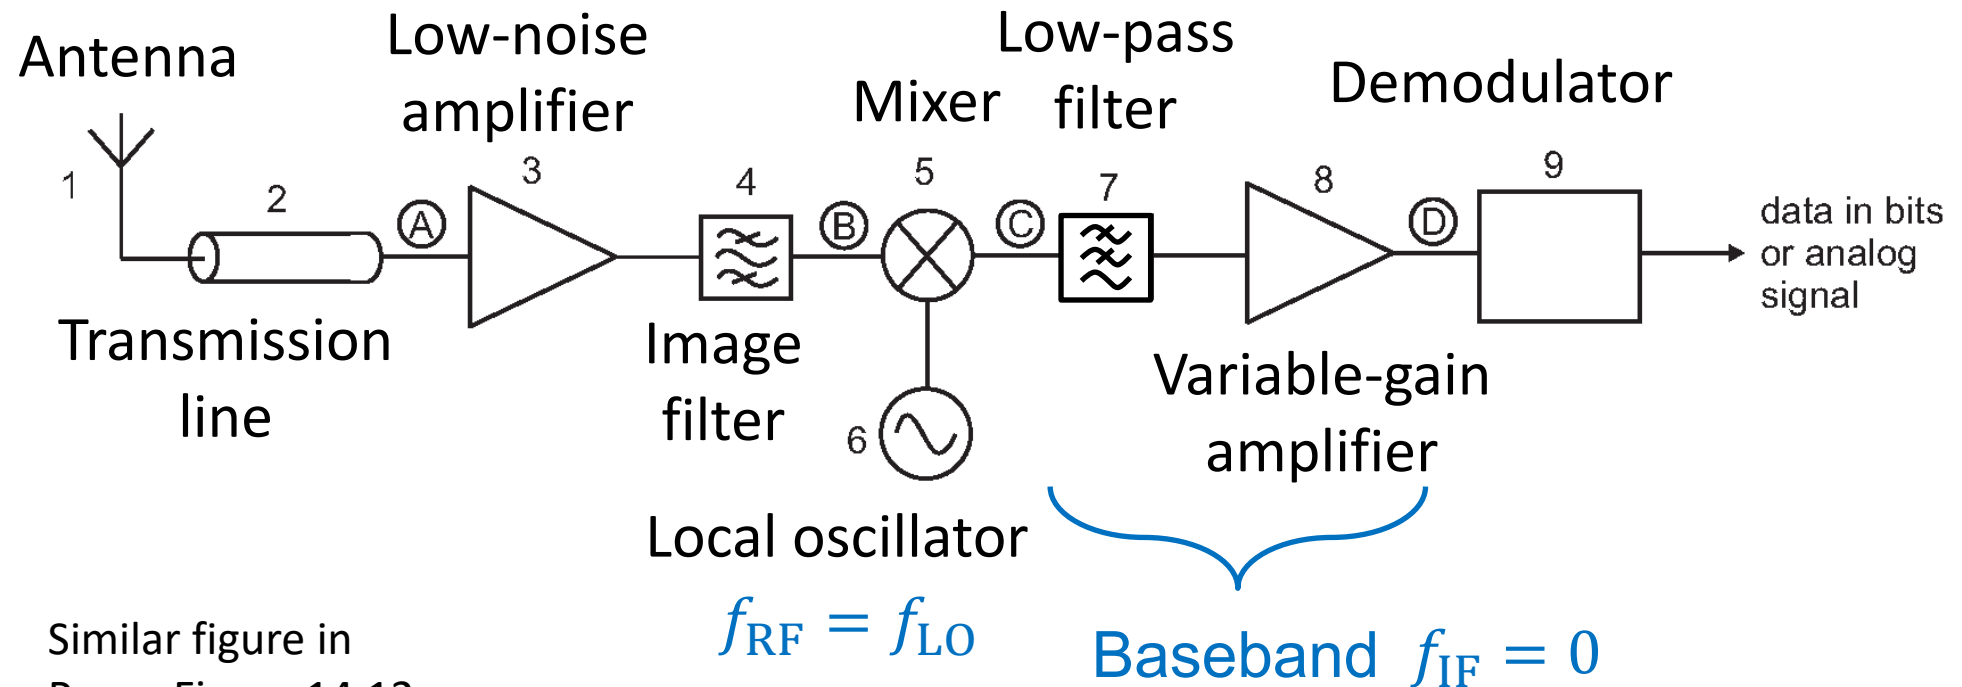 Antenna
Low-noise
amplifier
Low-pass
filter
Mixer
Demodulator
1
2
A
3
4
B
5
C
7
8
D
9
data in bits
or analog
signal
Transmission
line
Image
filter
6
Variable-gain
amplifier
Local oscillator
f_RF = f_LO
Baseband f_IF = 0
Similar figure in